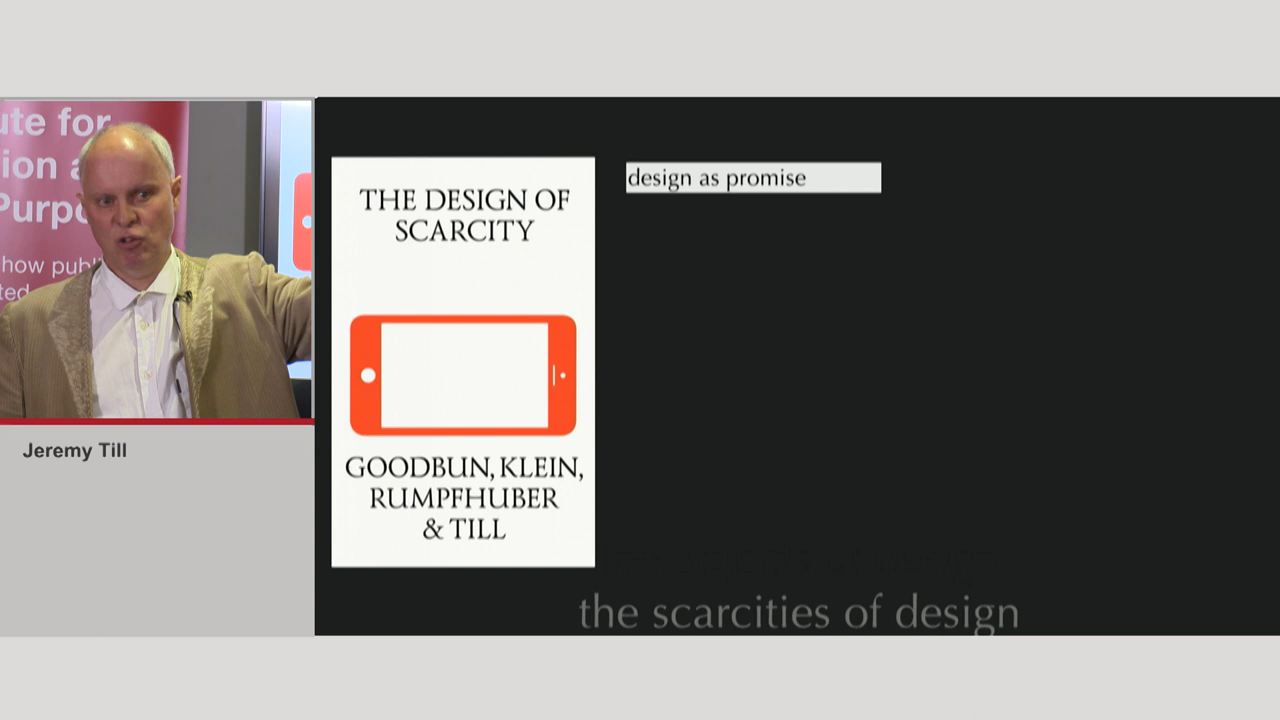 ute for
ion a
Purpo
how publ
ted
Jeremy Till
THE DESIGN OF
SCARCITY
GOODBUN, KLEIN,
RUMPFHUBER
& TILL
design as promise
the scarcities of design